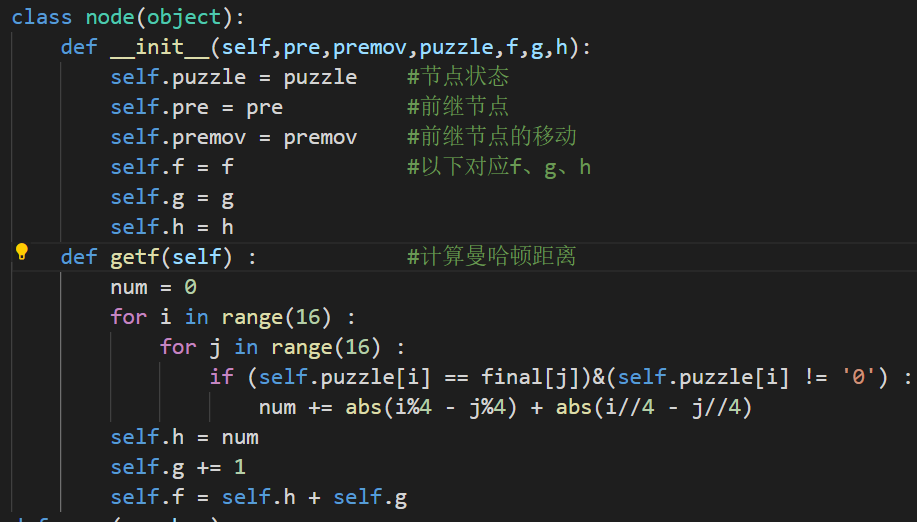 class node(object):
    def __init__(self,pre,premov,puzzle,f,g,h):
        self.puzzle = puzzle    #节点状态
        self.pre = pre          #前继节点
        self.premov = premov    #前继节点的移动
        self.f = f              #以下对应f、g、h
        self.g = g
        self.h = h
    def getf(self) :            #计算曼哈顿距离
        num = 0
        for i in range(16) :
            for j in range(16) :
                if (self.puzzle[i] == final[j])&(self.puzzle[i] != '0') :
                    num += abs(i%4 - j%4) + abs(i//4 - j//4)
        self.h = num
        self.g += 1
        self.f = self.h + self.g